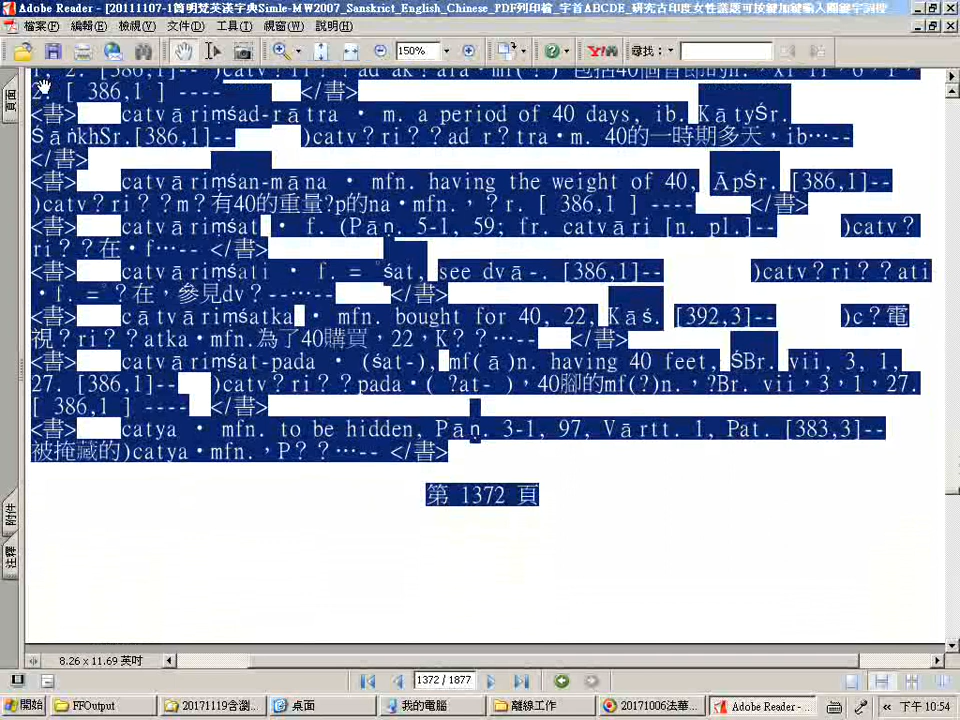 Adobe Reader - [20111107-1簡明梵英漢字典Simle-MW2007_Sanskrict_English_Chinese_PDF列印檔_字首ABCDE_研究古印度女性議題可按鍵加鍵輸入關鍵字詞搜
檔案(F) 編輯(E) 檢視(V) 文件(D) 工具(T) 視窗(W) 說明(H)
150% Y! 尋找：
2. [ 386,1 ] ---- </書>
<書> catvāriṃśad-rātra • m. a period of 40 days, ib. KātyŚr.
ŚāṅkhSr.[386,1]-- )catv?ri??ad r?tra•m. 40的一時期多天，ib…--
</書>
<書> catvāriṃśan-māna • mfn. having the weight of 40, ĀpŚr. [386,1]--
)catv?ri??m?有40的重量?p的na•mfn.，?r. [ 386,1 ] ---- </書>
<書> catvāriṃśat • f. (Pāṇ. 5-1, 59; fr. catvāri [n. pl.]-- )catv?
ri??在•f…-- </書>
<書> catvāriṃśati • f. = °śat, see dvā-. [386,1]-- )catv?ri??ati
•f. =°?在，參見dv?--…-- </書>
<書> cātvāriṃśatka • mfn. bought for 40, 22, Kāś. [392,3]-- )c?電
視?ri??atka•mfn.為了40購買，22，K??…-- </書>
<書> catvāriṃśat-pada • (śat-), mf(ā)n. having 40 feet, ŚBr. vii, 3, 1,
27. [386,1]-- )catv?ri??pada•( ?at- )，40腳的mf(?)n.，?Br. vii，3，1，27.
[ 386,1 ] ---- </書>
<書> catya • mfn. to be hidden, Pāṇ. 3-1, 97, Vārtt. 1, Pat. [383,3]--
被掩藏的)catya•mfn.，P??…-- </書>
第 1372 頁
頁面
附件
註釋
8.26 x 11.69 英吋
1372 / 1877
開始 FFOutput 20171119含瀏... 桌面 我的電腦 離線工作 20171006法華... Adobe Reader - ... 下午 10:54